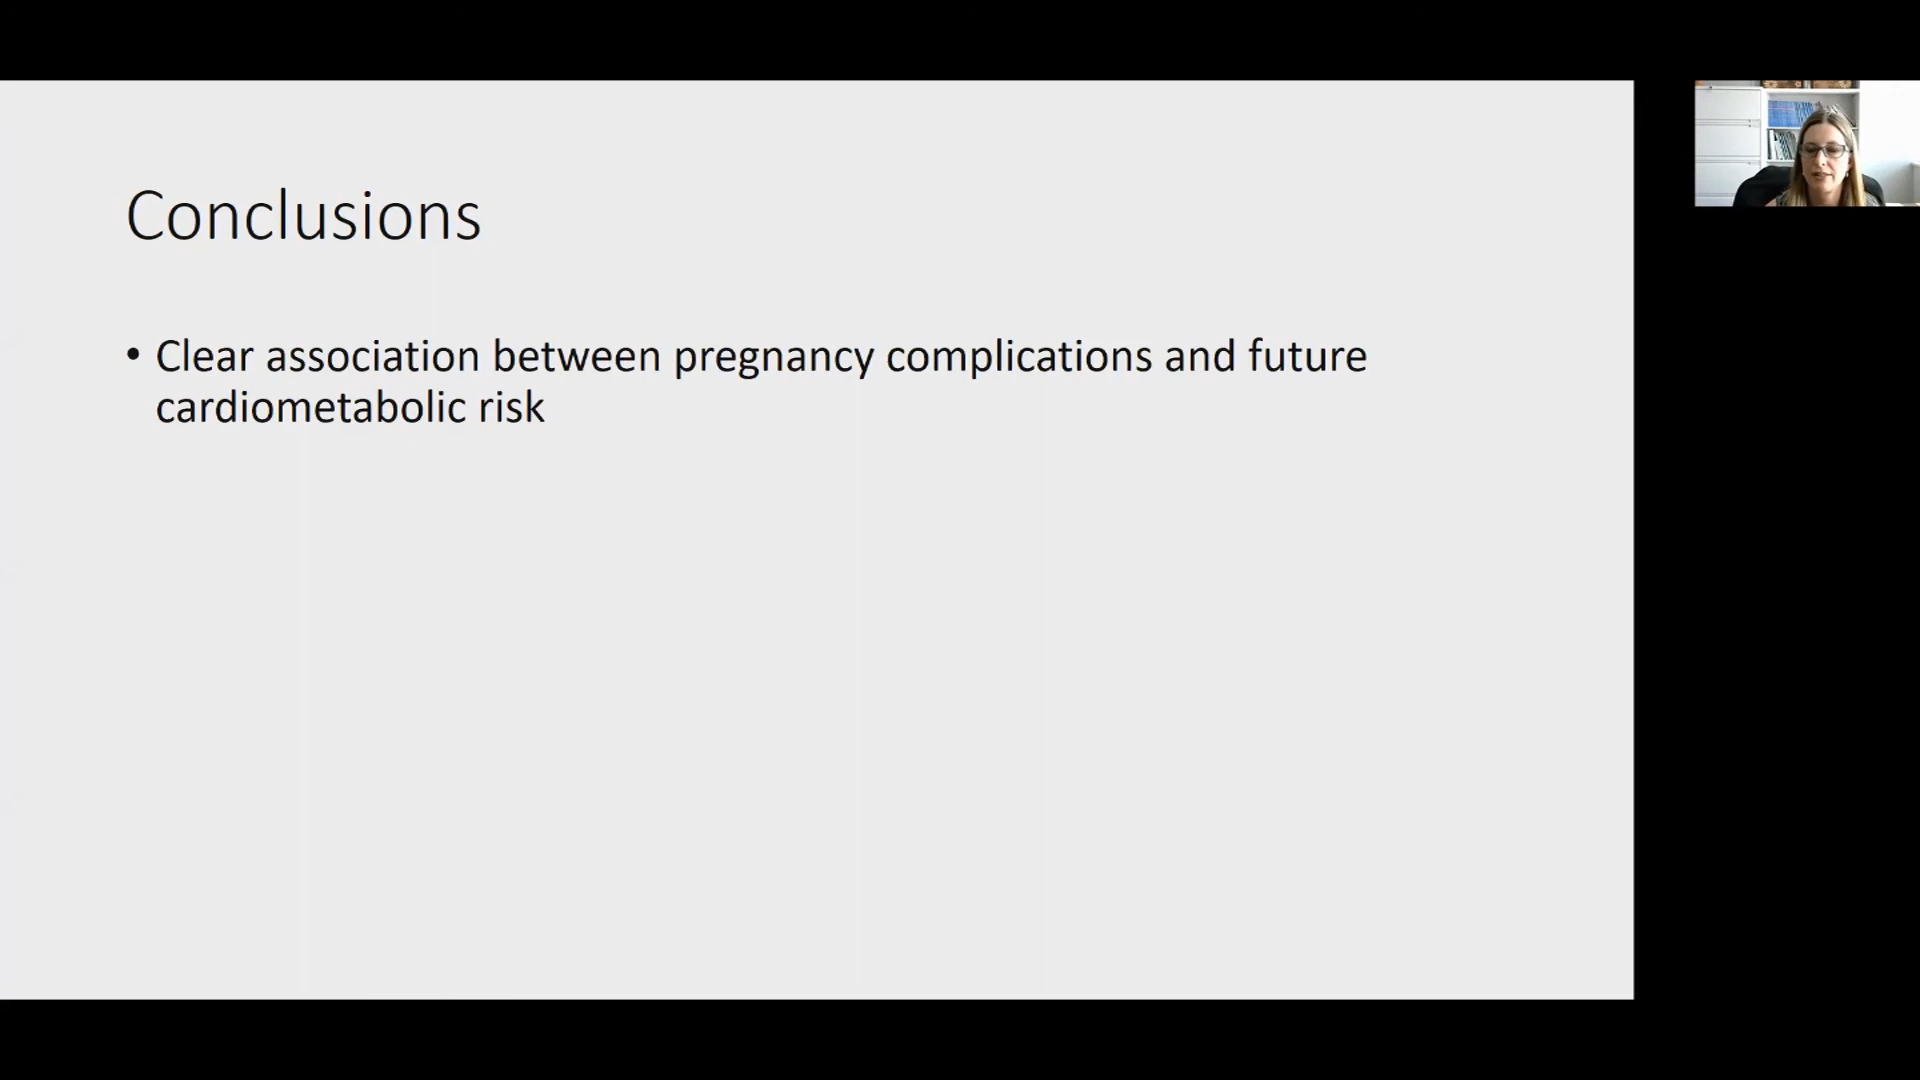 Conclusions
• Clear association between pregnancy complications and future
cardiometabolic risk